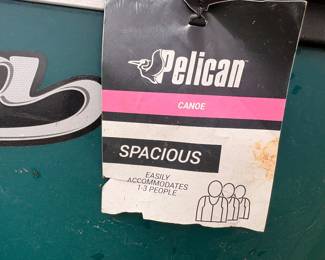 Pelican
CANOE
SPACIOUS
EASILY
ACCOMMODATES
1-3 PEOPLE